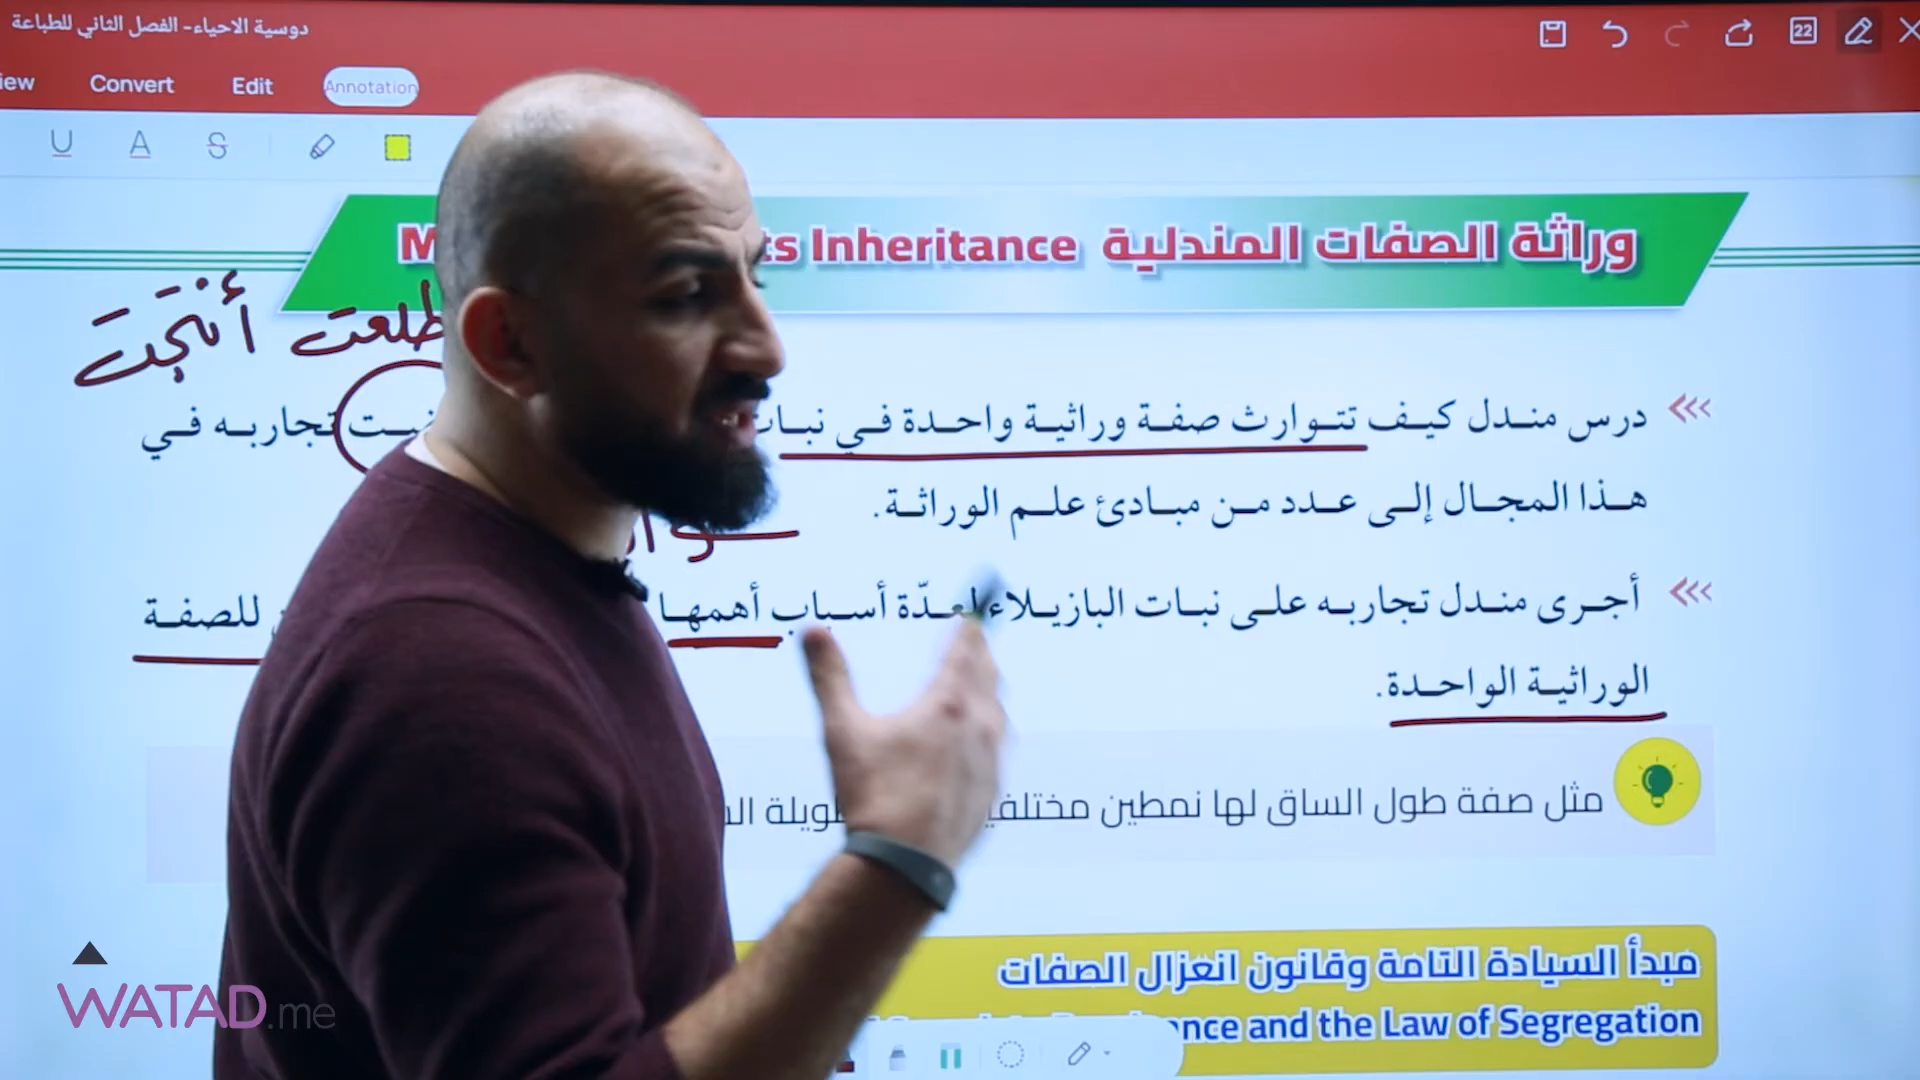 دوسية الاحياء- الفصل الثاني للطباعة
22
Convert Edit Annotation
U A S
وراثة الصفات المندلية Inheritance
أنتجت
طلعت
درس مندل كيف تتوارث صفة وراثية واحدة في نبات تجاربه في
هذا المجال إلى عدد من مبادئ علم الوراثة.
أجرى مندل تجاربه على نبات البازيلاء لعدّة أسباب أهمها للصفة
الوراثية الواحدة.
مثل صفة طول الساق لها نمطين
مبدأ السيادة التامة وقانون انعزال الصفات
and the Law of Segregation
WATAD.me